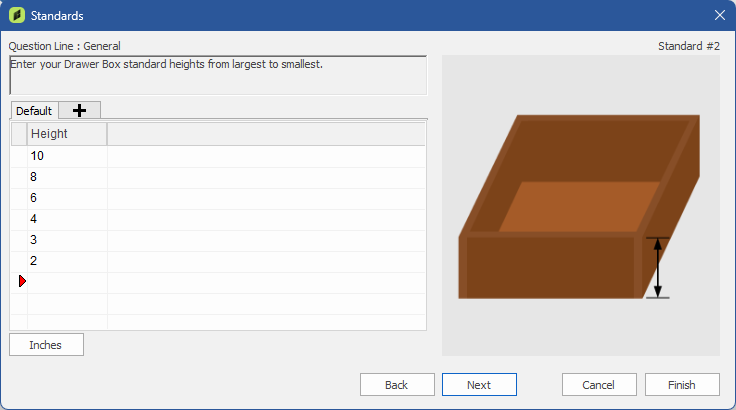 Standards
Question Line : General
Standard #2
Enter your Drawer Box standard heights from largest to smallest.
Default
Height
10
8
6
4
3
2
Inches
Back
Next
Cancel
Finish